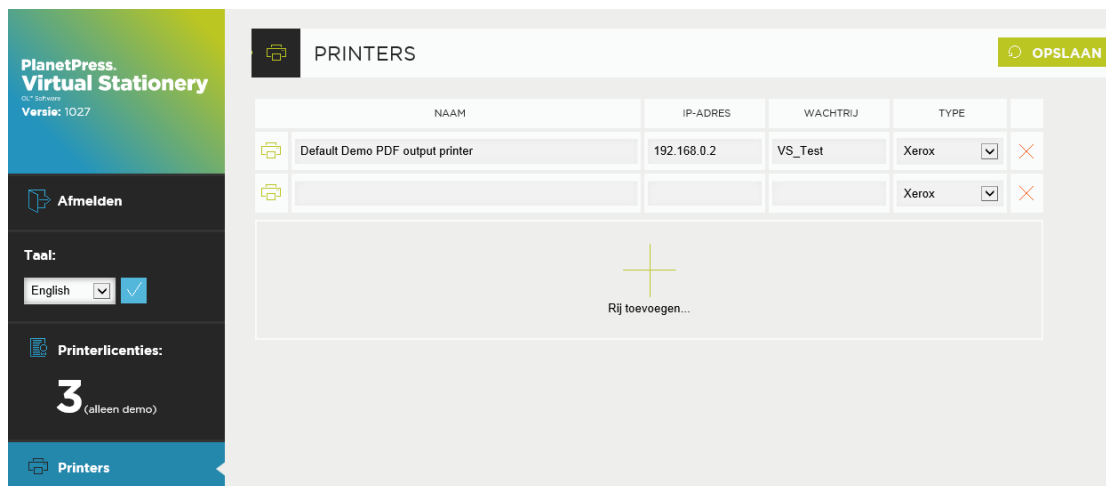 PlanetPress.
Virtual Stationery
OL® Software
Versie: 1027
Afmelden
Taal:
English
Printerlicenties:
3 (alleen demo)
Printers
PRINTERS
OPSLAAN
NAAM IP-ADRES WACHTRIJ TYPE
Default Demo PDF output printer 192.168.0.2 VS_Test Xerox
Xerox
Rij toevoegen...